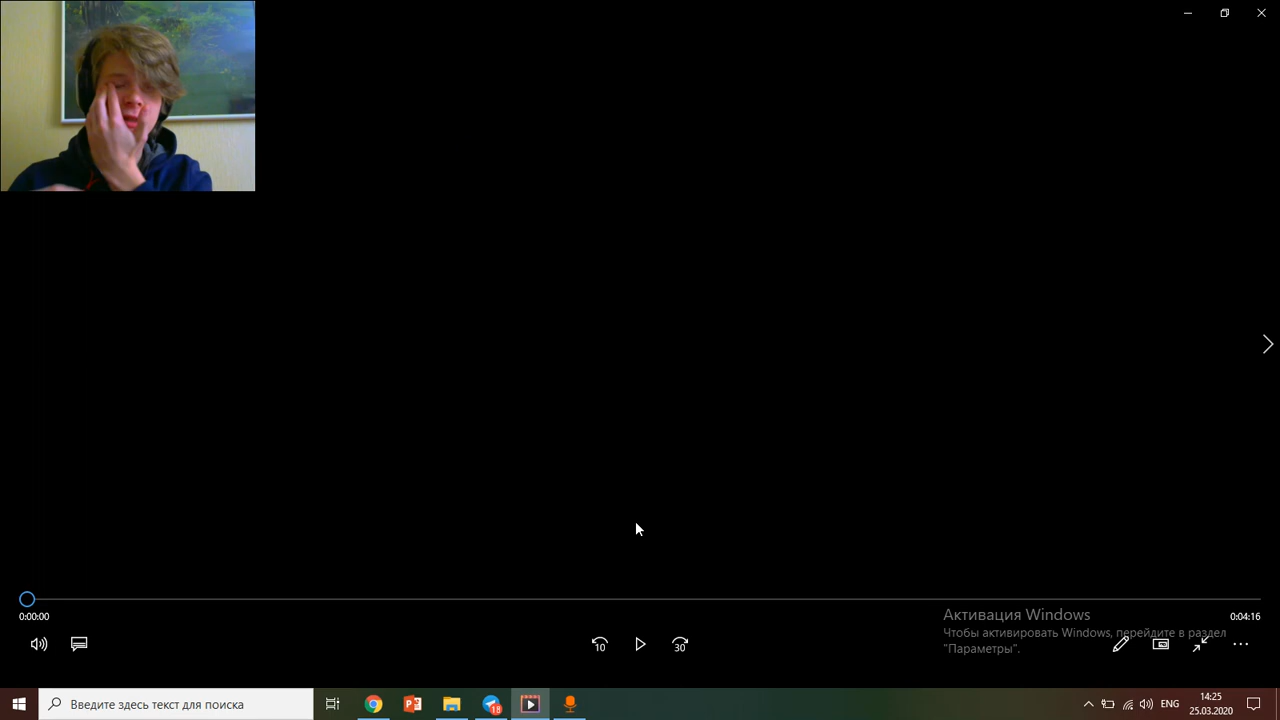 0:00:00
0:04:16
Активация Windows
Чтобы активировать Windows, перейдите в раздел
"Параметры".
10
30
Введите здесь текст для поиска
18
ENG
14:25
25.03.2020